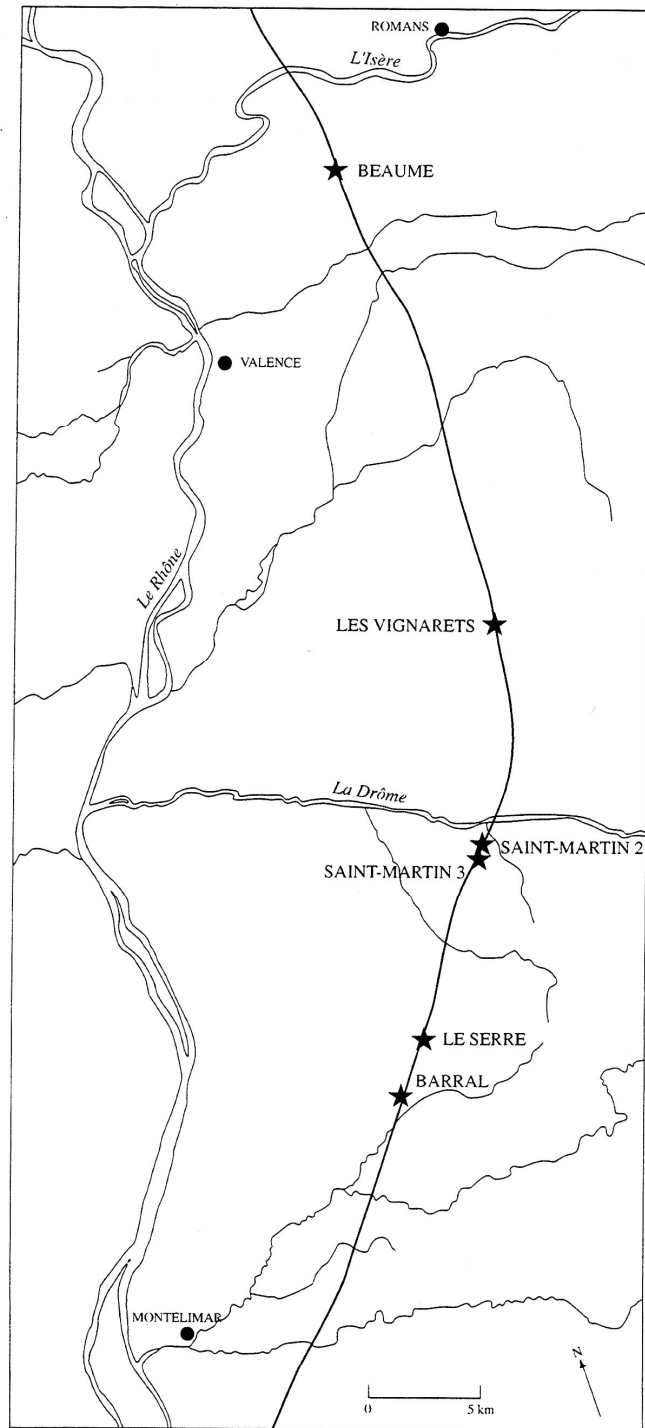 ROMANS
L'Isère
BEAUME
VALENCE
Le Rhône
LES VIGNARETS
La Drôme
SAINT-MARTIN 2
SAINT-MARTIN 3
LE SERRE
BARRAL
MONTELIMAR
0 5 km
N